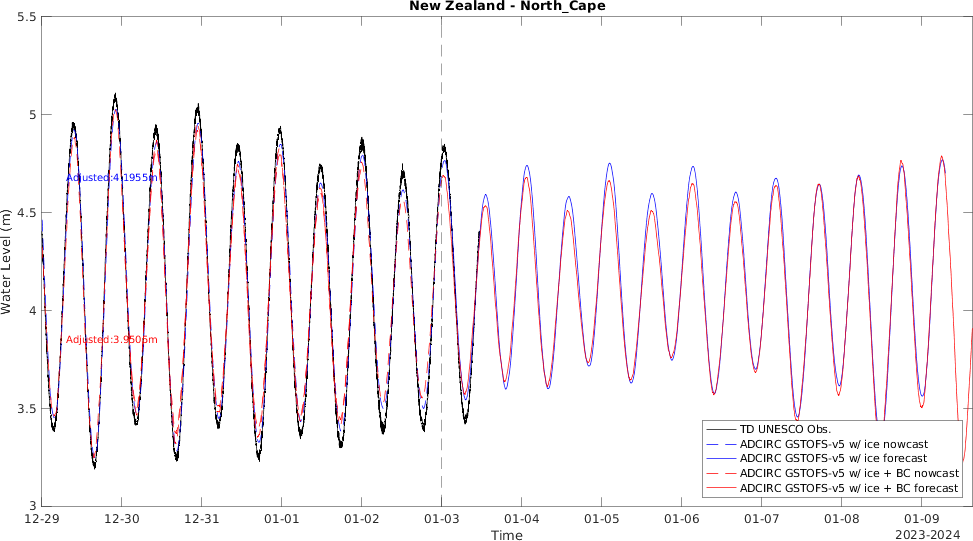 New Zealand - North_Cape
5.5
5
4.5
4
3.5
3
Water Level (m)
Adjusted:4.1955m
Adjusted:3.9506m
TD UNESCO Obs.
ADCIRC GSTOFS-v5 w/ ice nowcast
ADCIRC GSTOFS-v5 w/ ice forecast
ADCIRC GSTOFS-v5 w/ ice + BC nowcast
ADCIRC GSTOFS-v5 w/ ice + BC forecast
12-29 12-30 12-31 01-01 01-02 01-03 01-04 01-05 01-06 01-07 01-08 01-09
Time
2023-2024